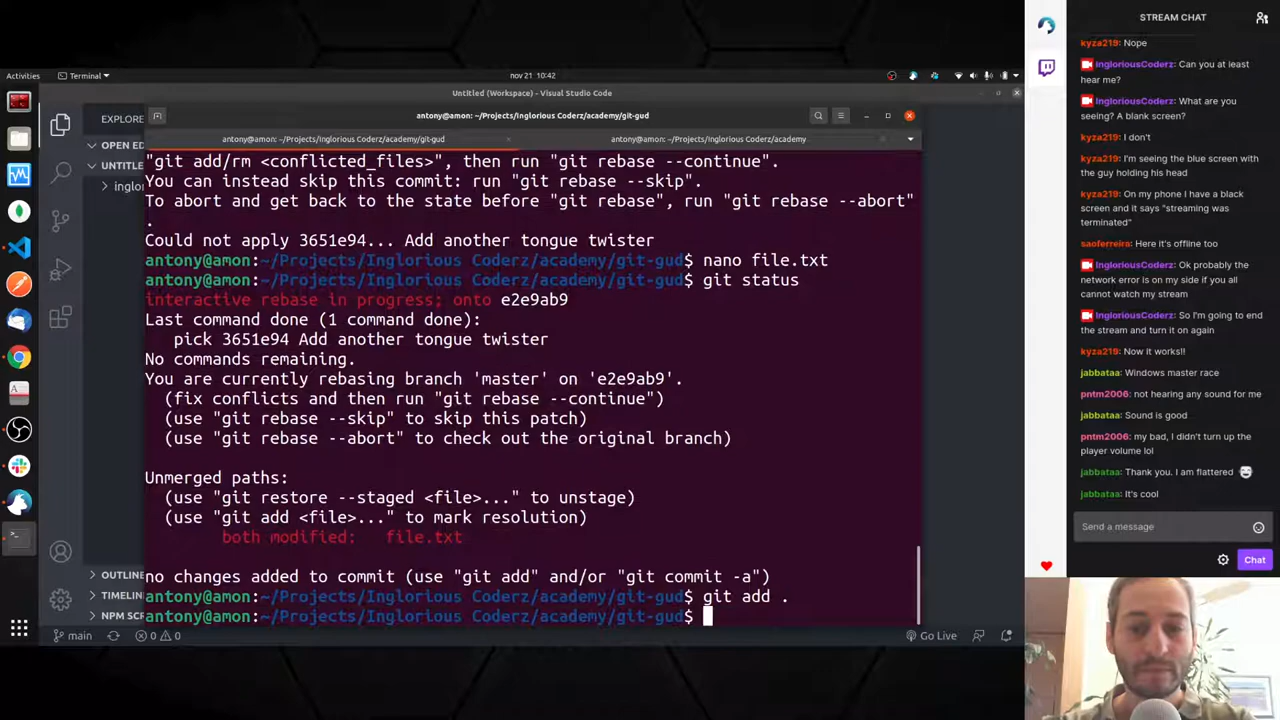 Activities
Terminal
nov 21 10:42
Untitled (Workspace) - Visual Studio Code
EXPLORE
antony@amon: ~/Projects/Inglorious Coderz/academy/git-gud
OPEN ED
UNTITLE
inglor
OUTLINE
TIMELIN
NPM SCR
antony@amon: ~/Projects/Inglorious Coderz/academy/git-gud
antony@amon: ~/Projects/Inglorious Coderz/academy
"git add/rm <conflicted_files>", then run "git rebase --continue".
You can instead skip this commit: run "git rebase --skip".
To abort and get back to the state before "git rebase", run "git rebase --abort"
.
Could not apply 3651e94... Add another tongue twister
antony@amon:~/Projects/Inglorious Coderz/academy/git-gud$ nano file.txt
antony@amon:~/Projects/Inglorious Coderz/academy/git-gud$ git status
interactive rebase in progress; onto e2e9ab9
Last command done (1 command done):
pick 3651e94 Add another tongue twister
No commands remaining.
You are currently rebasing branch 'master' on 'e2e9ab9'.
(fix conflicts and then run "git rebase --continue")
(use "git rebase --skip" to skip this patch)
(use "git rebase --abort" to check out the original branch)
Unmerged paths:
(use "git restore --staged <file>..." to unstage)
(use "git add <file>..." to mark resolution)
both modified: file.txt
no changes added to commit (use "git add" and/or "git commit -a")
antony@amon:~/Projects/Inglorious Coderz/academy/git-gud$ git add .
antony@amon:~/Projects/Inglorious Coderz/academy/git-gud$
main
0
0
Go Live
STREAM CHAT
kyza219: Nope
IngloriousCoderz: Can you at least
hear me?
IngloriousCoderz: What are you
seeing? A blank screen?
kyza219: I don't
kyza219: I'm seeing the blue screen with
the guy holding his head
kyza219: On my phone I have a black
screen and it says "streaming was
terminated"
saoferreira: Here it's offline too
IngloriousCoderz: Ok probably the
network error is on my side if you all
cannot watch my stream
IngloriousCoderz: So I'm going to end
the stream and turn it on again
kyza219: Now it works!!
jabbataa: Windows master race
pntm2006: not hearing any sound for me
jabbataa: Sound is good
pntm2006: my bad, I didn't turn up the
player volume lol
jabbataa: Thank you. I am flattered
jabbataa: It's cool
Send a message
Chat